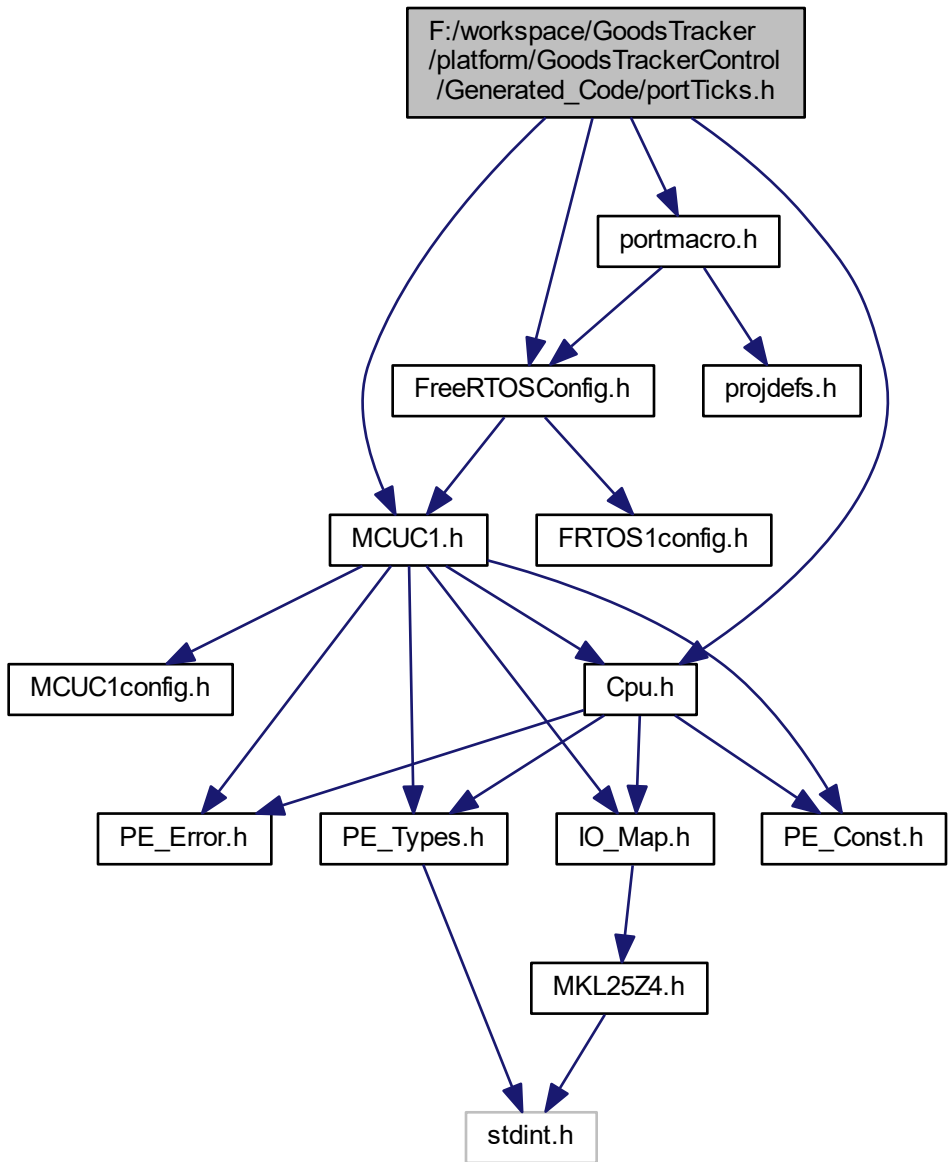 F:/workspace/GoodsTracker
/platform/GoodsTrackerControl
/Generated_Code/portTicks.h
portmacro.h
FreeRTOSConfig.h
projdefs.h
MCUC1.h
FRTOS1config.h
MCUC1config.h
Cpu.h
PE_Error.h
PE_Types.h
IO_Map.h
PE_Const.h
MKL25Z4.h
stdint.h